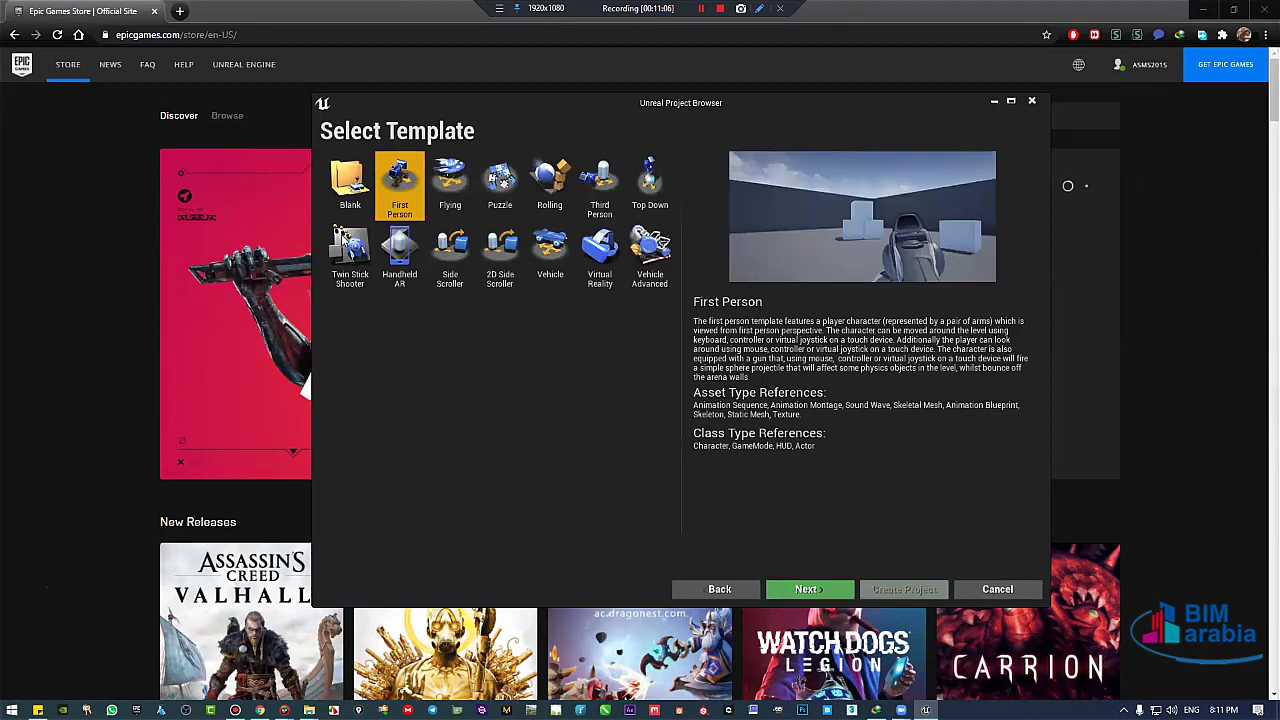 Epic Games Store | Official Site
1920x1080
Recording [00:11:06]
epicgames.com/store/en-US/
EPIC GAMES
STORE
NEWS
FAQ
HELP
UNREAL ENGINE
ASMS2015
GET EPIC GAMES
Discover
Browse
Unreal Project Browser
Select Template
Blank
First
Person
Flying
Puzzle
Rolling
Third
Person
Top Down
Twin Stick
Shooter
Handheld
AR
Side
Scroller
2D Side
Scroller
Vehicle
Virtual
Reality
Vehicle
Advanced
First Person
The first person template features a player character (represented by a pair of arms) which is
viewed from first person perspective. The character can be moved around the level using
keyboard, controller or virtual joystick on a touch device. Additionally the player can look
around using mouse, controller or virtual joystick on a touch device. The character is also
equipped with a gun that, using mouse, controller or virtual joystick on a touch device will fire
a simple sphere projectile that will affect some physics objects in the level, whilst bounce off
the arena walls.
Asset Type References:
Animation Sequence, Animation Montage, Sound Wave, Skeletal Mesh, Animation Blueprint,
Skeleton, Static Mesh, Texture.
Class Type References:
Character, GameMode, HUD, Actor
Back
Next
Create Project
Cancel
New Releases
ASSASSIN'S
CREED
VALHALL
ac.dragonest.com
WATCH DOGS
LEGION
CARRION
BIM
arabia
ENG
8:11 PM